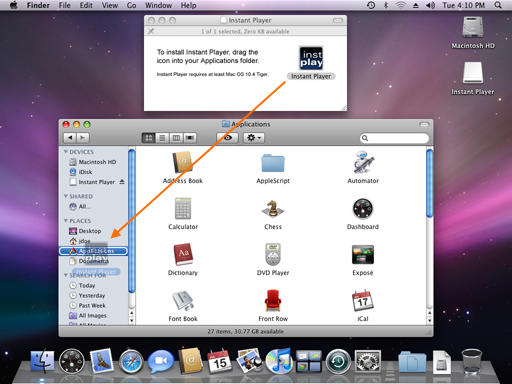 Finder File Edit View Go Window Help Tue 4:10 PM
Instant Player
1 of 1 selected, Zero KB available
To install Instant Player, drag the
icon into your Applications folder.
Instant Player requires at least Mac OS 10.4 Tiger.
inst
play
Instant Player
Macintosh HD
Instant Player
Applications
DEVICES
Macintosh HD
iDisk
Instant Player
SHARED
All...
PLACES
Desktop
jdoe
Applications
Documents
play
Instant Player
SEARCH FOR
Today
Yesterday
Past Week
All Images
All Movies
Address Book AppleScript Automator
Calculator Chess Dashboard
Aa
Dictionary DVD Player Exposé
17
Font Book Front Row iCal
27 items, 30.77 GB available
15